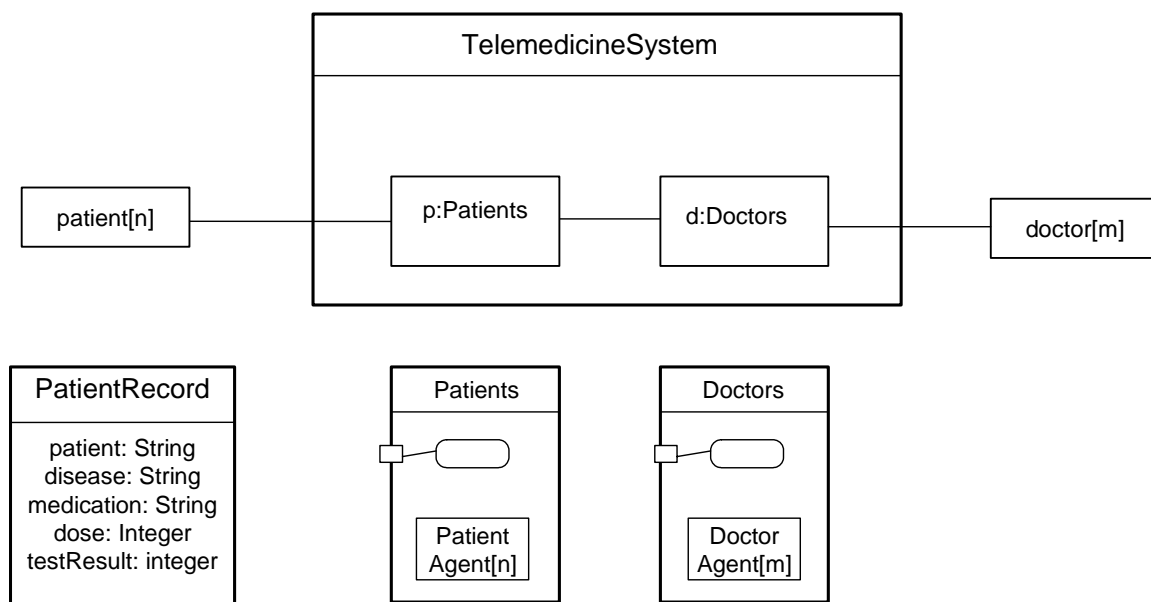 TelemedicineSystem
patient[n]
p:Patients
d:Doctors
doctor[m]
PatientRecord
patient: String
disease: String
medication: String
dose: Integer
testResult: integer
Patients
Patient
Agent[n]
Doctors
Doctor
Agent[m]